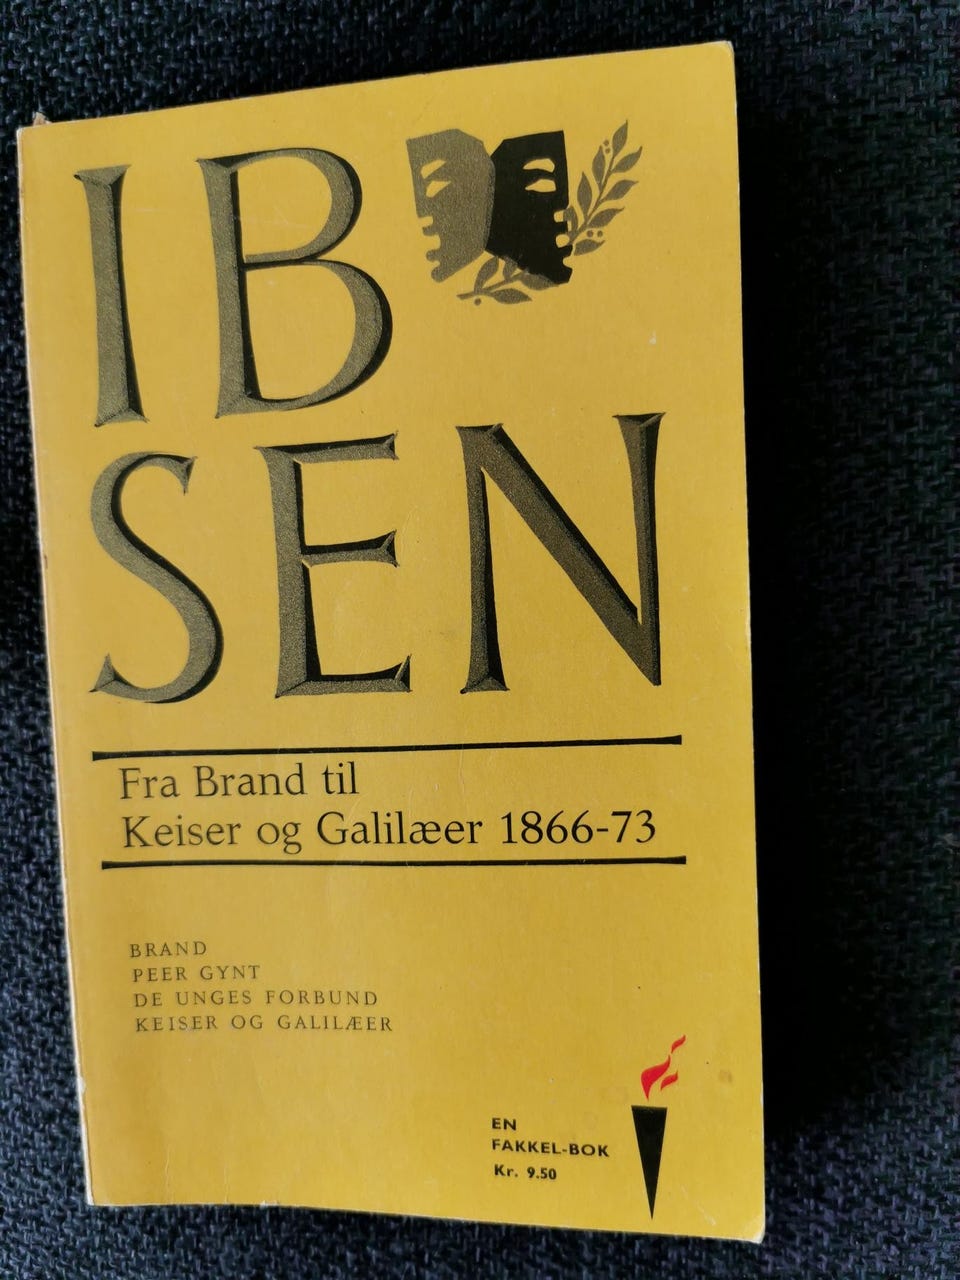 IB
SEN
Fra Brand til
Keiser og Galilæer 1866-73
BRAND
PEER GYNT
DE UNGES FORBUND
KEISER OG GALILÆER
EN
FAKKEL-BOK
Kr. 9.50